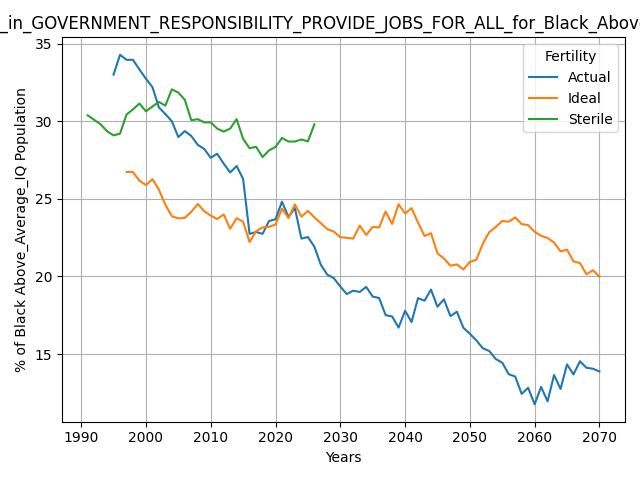 _in_GOVERNMENT_RESPONSIBILITY_PROVIDE_JOBS_FOR_ALL_for_Black_Above
Fertility
Actual
Ideal
Sterile
% of Black Above_Average_IQ Population
35
30
25
20
15
1990 2000 2010 2020 2030 2040 2050 2060 2070
Years